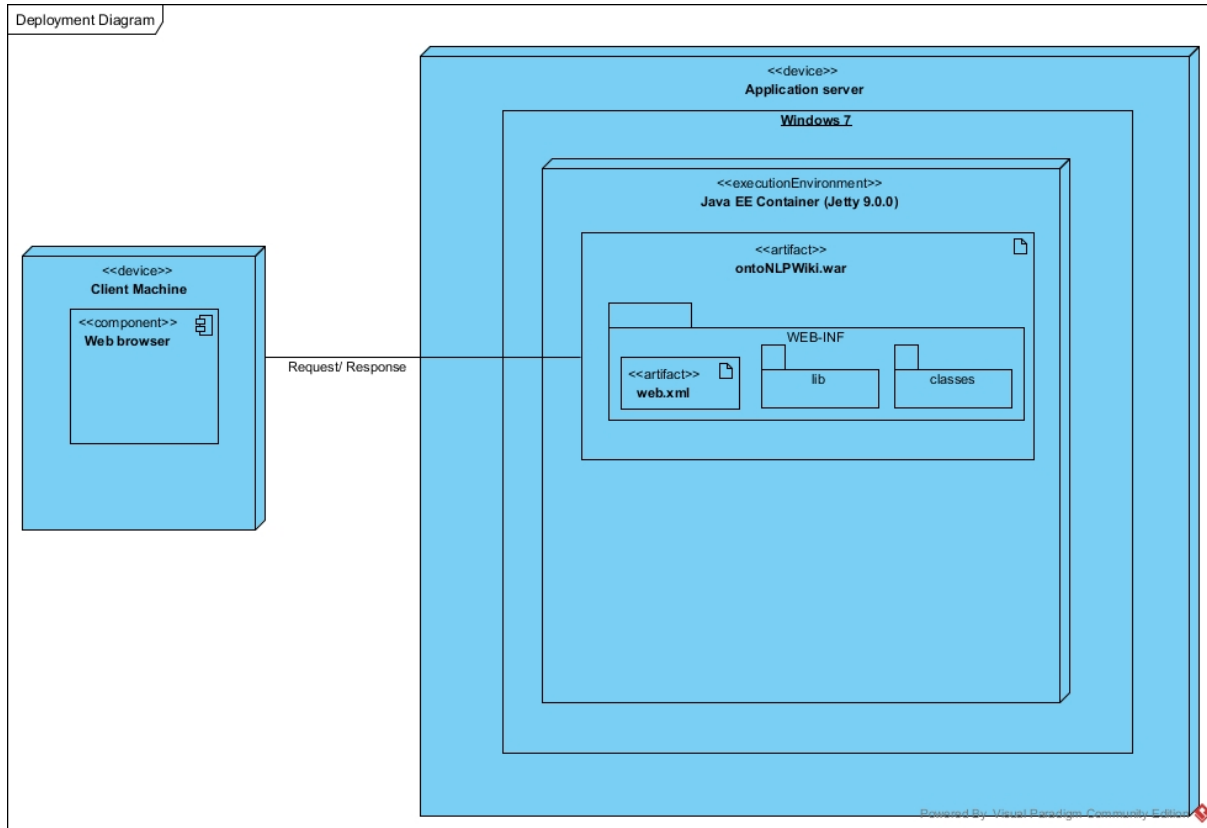 Deployment Diagram
<<device>>
Application server
Windows 7
<<executionEnvironment>>
Java EE Container (Jetty 9.0.0)
<<artifact>>
ontoNLPWiki.war
WEB-INF
<<artifact>>
web.xml
lib
classes
<<device>>
Client Machine
<<component>>
Web browser
Request/ Response
Powered By Visual Paradigm Community Edition